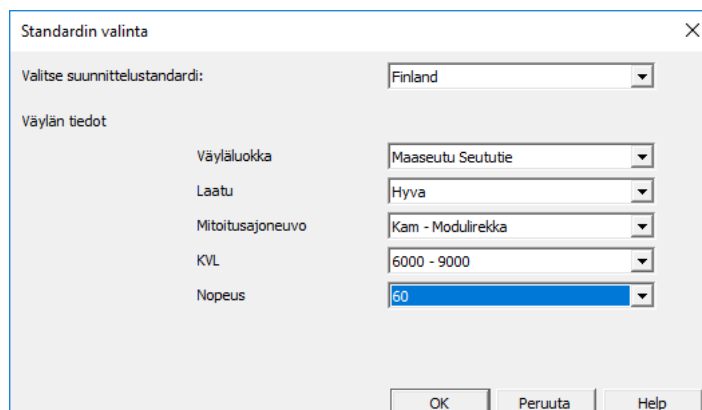 Standardin valinta
Valitse suunnittelustandardi: Finland
Väylän tiedot
Väyläluokka Maaseutu Seututie
Laatu Hyva
Mitoitusajoneuvo Kam - Modulirekka
KVL 6000 - 9000
Nopeus 60
OK Peruuta Help